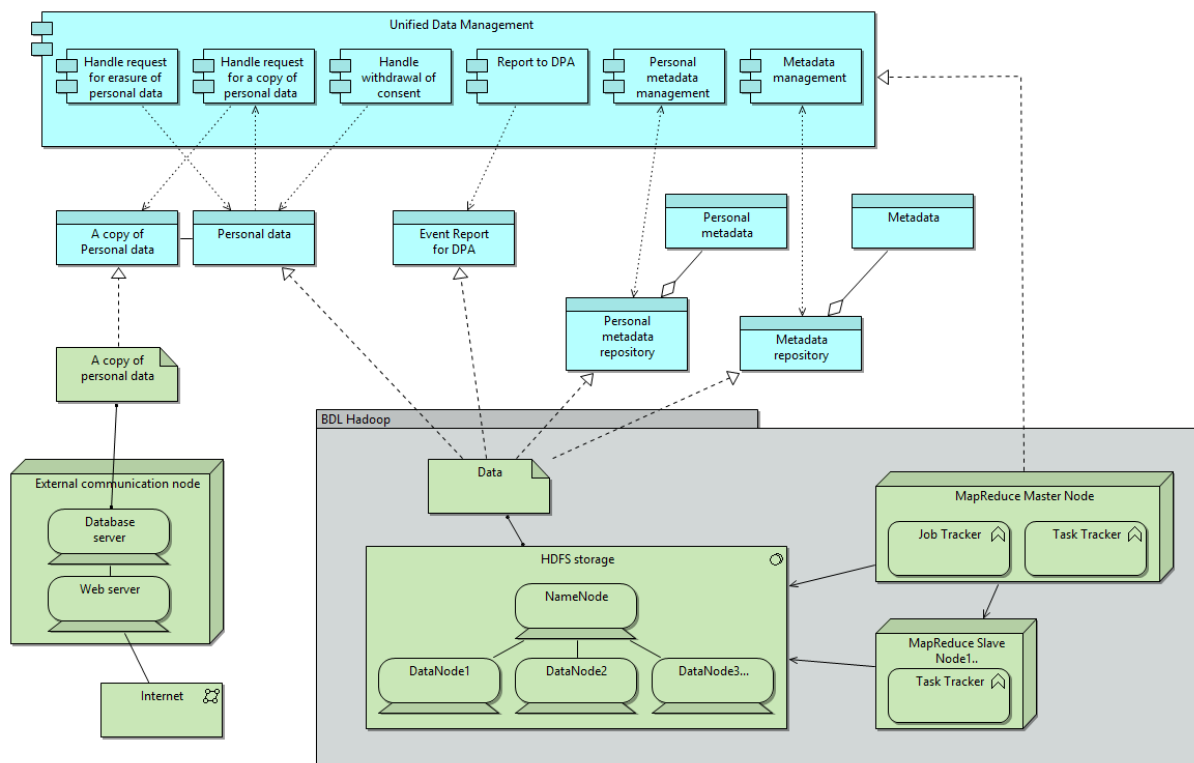 Unified Data Management
Handle request
for erasure of
personal data
Handle request
for a copy of
personal data
Handle
withdrawal of
consent
Report to DPA
Personal
metadata
management
Metadata
management
A copy of
Personal data
Personal data
Event Report
for DPA
Personal
metadata
Metadata
Personal
metadata
repository
Metadata
repository
A copy of
personal data
BDL Hadoop
Data
External communication node
Database
server
Web server
Internet
HDFS storage
NameNode
DataNode1
DataNode2
DataNode3...
MapReduce Master Node
Job Tracker
Task Tracker
MapReduce Slave
Node1..
Task Tracker